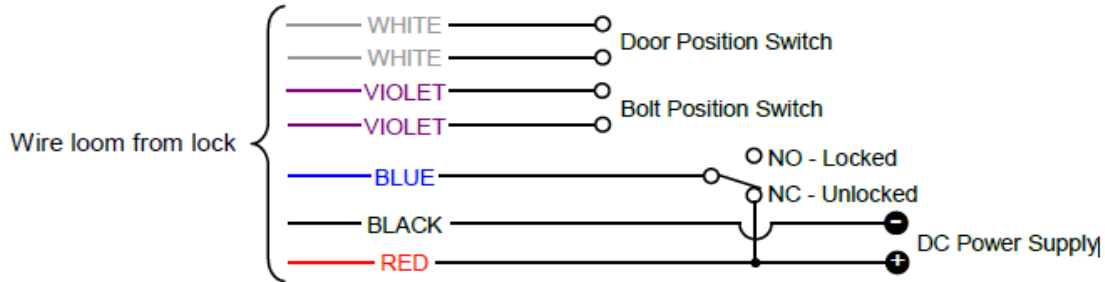 WHITE
Door Position Switch
WHITE
VIOLET
Bolt Position Switch
VIOLET
Wire loom from lock
NO - Locked
BLUE
NC - Unlocked
BLACK
-
DC Power Supply
RED
+